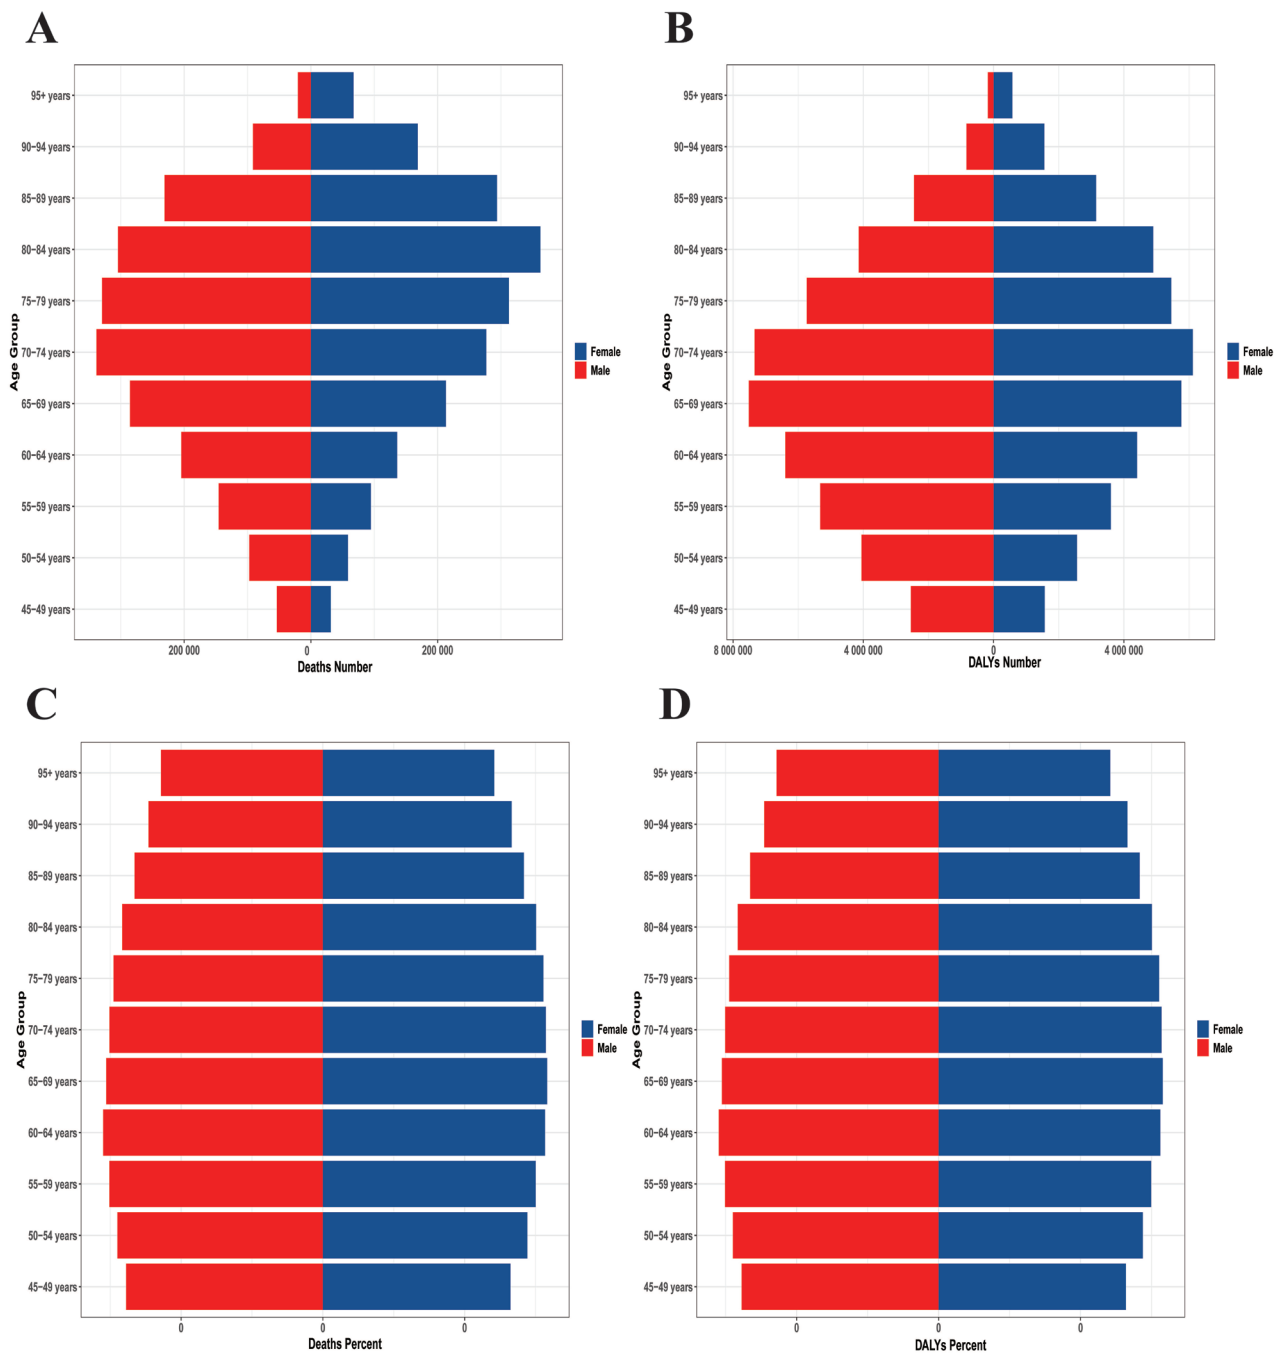 A
95+ years
90−94 years
85−89 years
80−84 years
75−79 years
70−74 years
65−69 years
60−64 years
55−59 years
50−54 years
45−49 years
Age Group
200 000 0 200 000
Deaths Number
Female
Male
B
95+ years
90−94 years
85−89 years
80−84 years
75−79 years
70−74 years
65−69 years
60−64 years
55−59 years
50−54 years
45−49 years
Age Group
8 000 000 4 000 000 0 4 000 000
DALYs Number
Female
Male
C
95+ years
90−94 years
85−89 years
80−84 years
75−79 years
70−74 years
65−69 years
60−64 years
55−59 years
50−54 years
45−49 years
Age Group
0 0 0
Deaths Percent
Female
Male
D
95+ years
90−94 years
85−89 years
80−84 years
75−79 years
70−74 years
65−69 years
60−64 years
55−59 years
50−54 years
45−49 years
Age Group
0 0 0
DALYs Percent
Female
Male